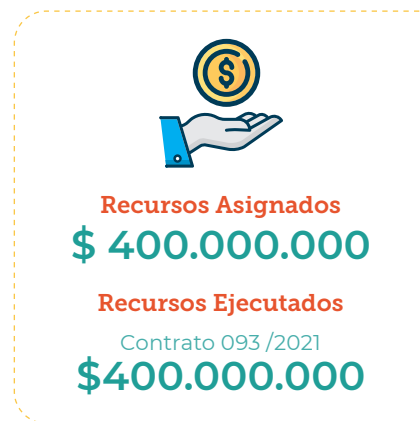 $
Recursos Asignados
$ 400.000.000
Recursos Ejecutados
Contrato 093 /2021
$400.000.000